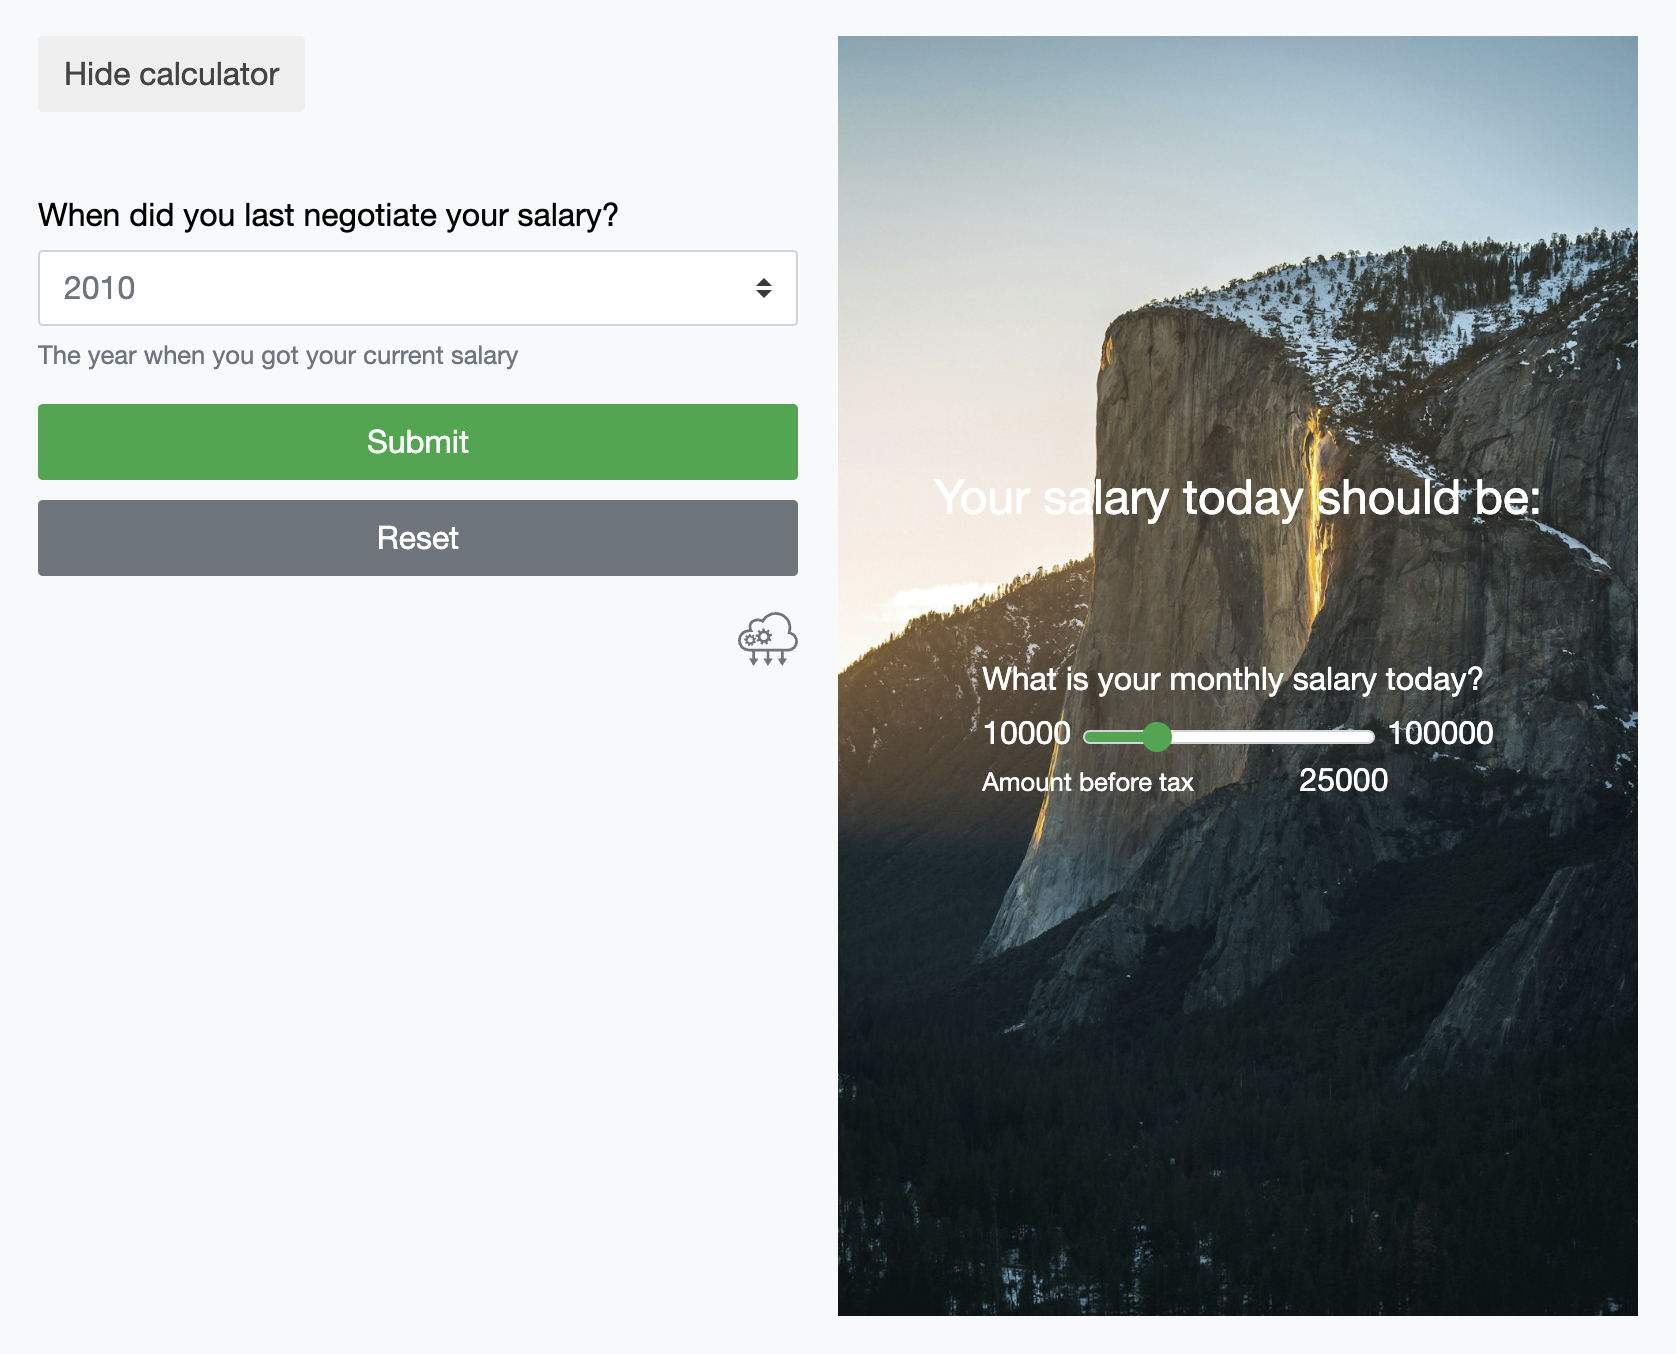 Hide calculator
When did you last negotiate your salary?
2010
The year when you got your current salary
Submit
Reset
Your salary today should be:
What is your monthly salary today?
10000 100000
Amount before tax 25000